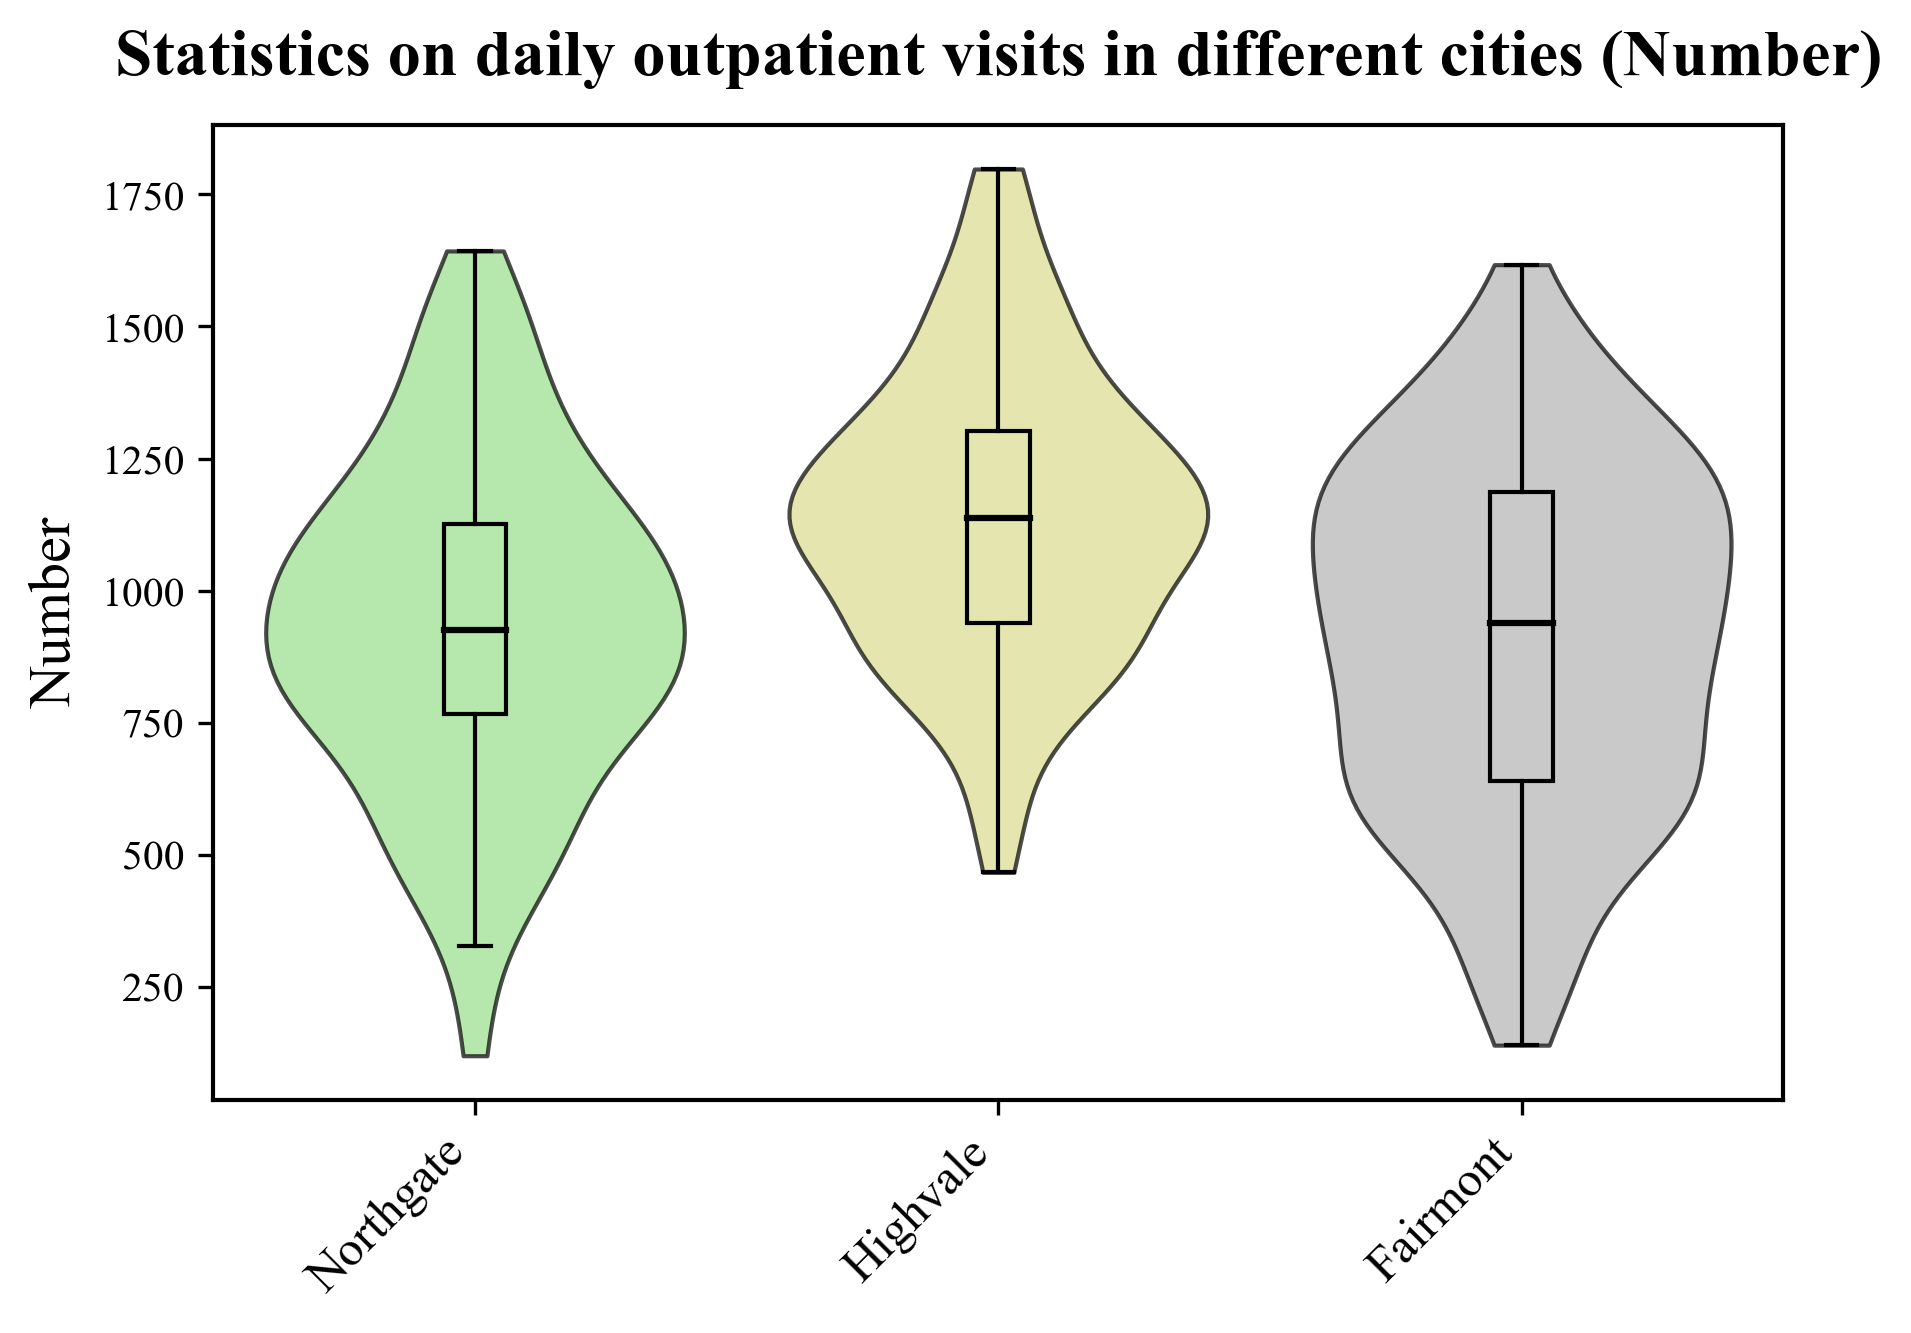 Statistics on daily outpatient visits in different cities (Number)
Number
1750
1500
1250
1000
750
500
250
Northgate
Highvale
Fairmont